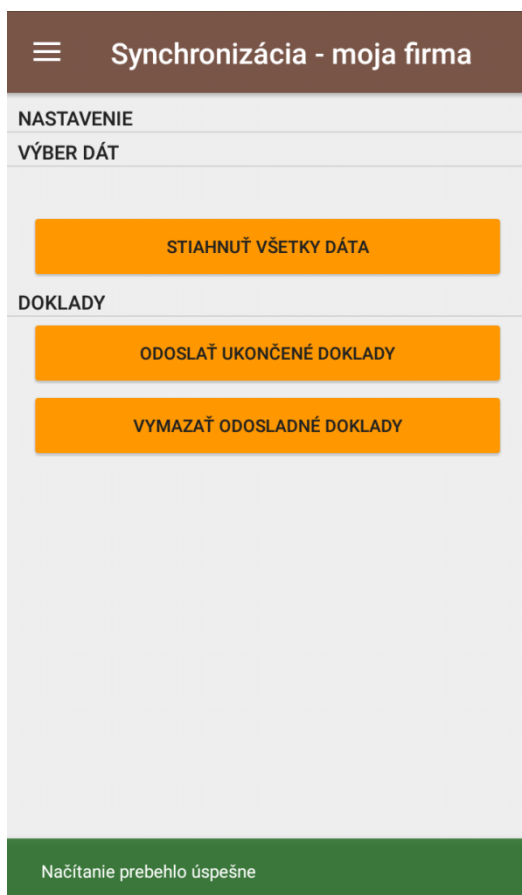 Synchronizácia - moja firma
NASTAVENIE
VÝBER DÁT
STIAHNUŤ VŠETKY DÁTA
DOKLADY
ODOSLAŤ UKONČENÉ DOKLADY
VYMAZAŤ ODOSLADNÉ DOKLADY
Načítanie prebehlo úspešne